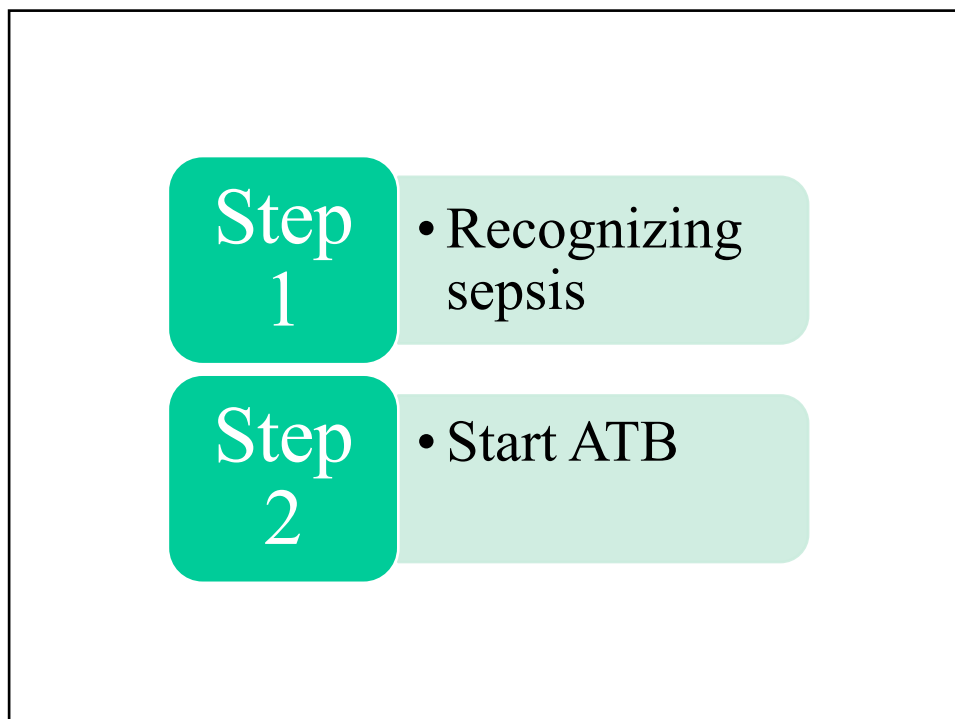 Step
1
• Recognizing
sepsis
Step
2
• Start ATB